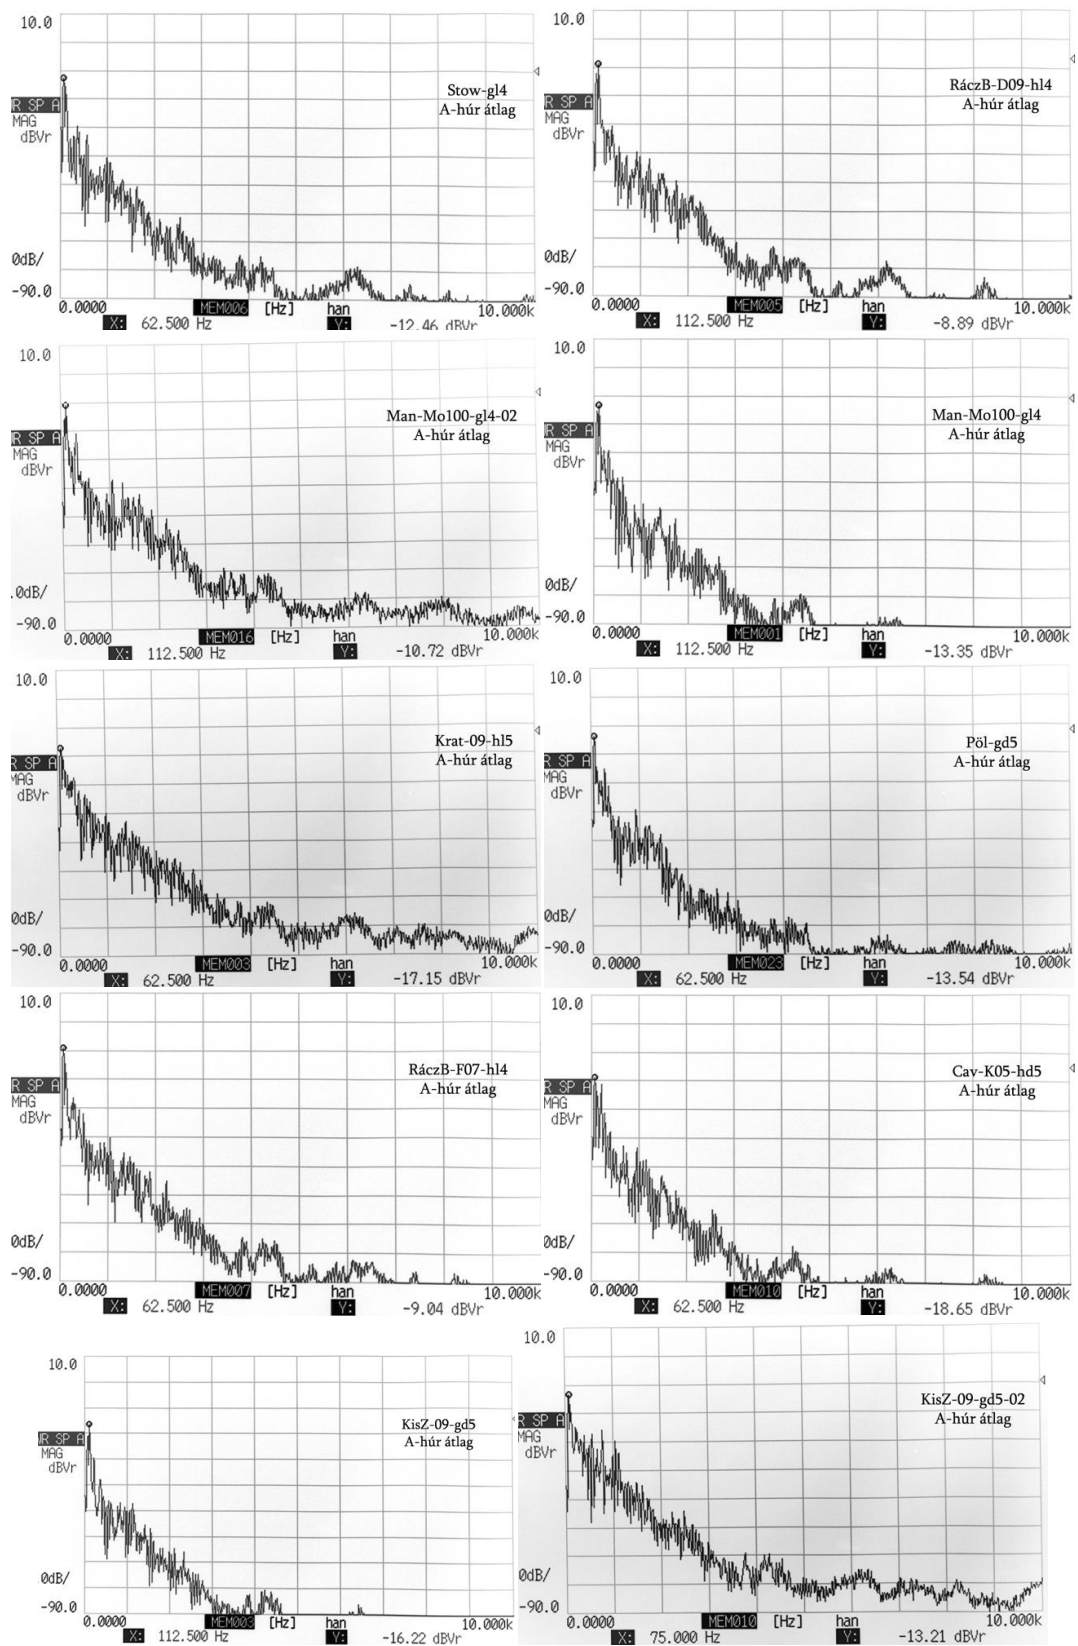 10.0
Stow-gl4
A-húr átlag
R SP A
MAG
dBVr
0dB/
-90.0
0.0000 MEM006 [Hz] han
X: 62.500 Hz Y: -12.46 dBVr
10.0
RáczB-D09-hl4
A-húr átlag
R SP A
MAG
dBVr
0dB/
-90.0
0.0000 MEM005 [Hz] han 10.000k
X: 112.500 Hz Y: -8.89 dBVr
10.0
Man-Mo100-gl4-02
A-húr átlag
R SP A
MAG
dBVr
.0dB/
-90.0
0.0000 MEM016 [Hz] han 10.000k
X: 112.500 Hz Y: -10.72 dBVr
10.0
Man-Mo100-gl4
A-húr átlag
R SP A
MAG
dBVr
0dB/
-90.0
0.0000 MEM001 [Hz] han 10.000k
X: 112.500 Hz Y: -13.35 dBVr
10.0
Krat-09-hl5
A-húr átlag
R SP A
MAG
dBVr
0dB/
-90.0
0.0000 MEM003 [Hz] han 10.000k
X: 62.500 Hz Y: -17.15 dBVr
10.0
Pöl-gd5
A-húr átlag
R SP A
MAG
dBVr
0dB/
-90.0
0.0000 MEM023 [Hz] han 10.000k
X: 62.500 Hz Y: -13.54 dBVr
10.0
RáczB-F07-hl4
A-húr átlag
R SP A
MAG
dBVr
0dB/
-90.0
0.0000 MEM007 [Hz] han 10.000k
X: 62.500 Hz Y: -9.04 dBVr
10.0
Cav-K05-hd5
A-húr átlag
R SP A
MAG
dBVr
0dB/
-90.0
0.0000 MEM010 [Hz] han 10.000k
X: 62.500 Hz Y: -18.65 dBVr
10.0
KisZ-09-gd5
A-húr átlag
R SP A
MAG
dBVr
0dB/
-90.0
0.0000 MEM003 [Hz] han 10.000k
X: 112.500 Hz Y: -16.22 dBVr
10.0
KisZ-09-gd5-02
A-húr átlag
R SP A
MAG
dBVr
0dB/
-90.0
0.0000 MEM010 [Hz] han 10.000k
X: 75.000 Hz Y: -13.21 dBVr